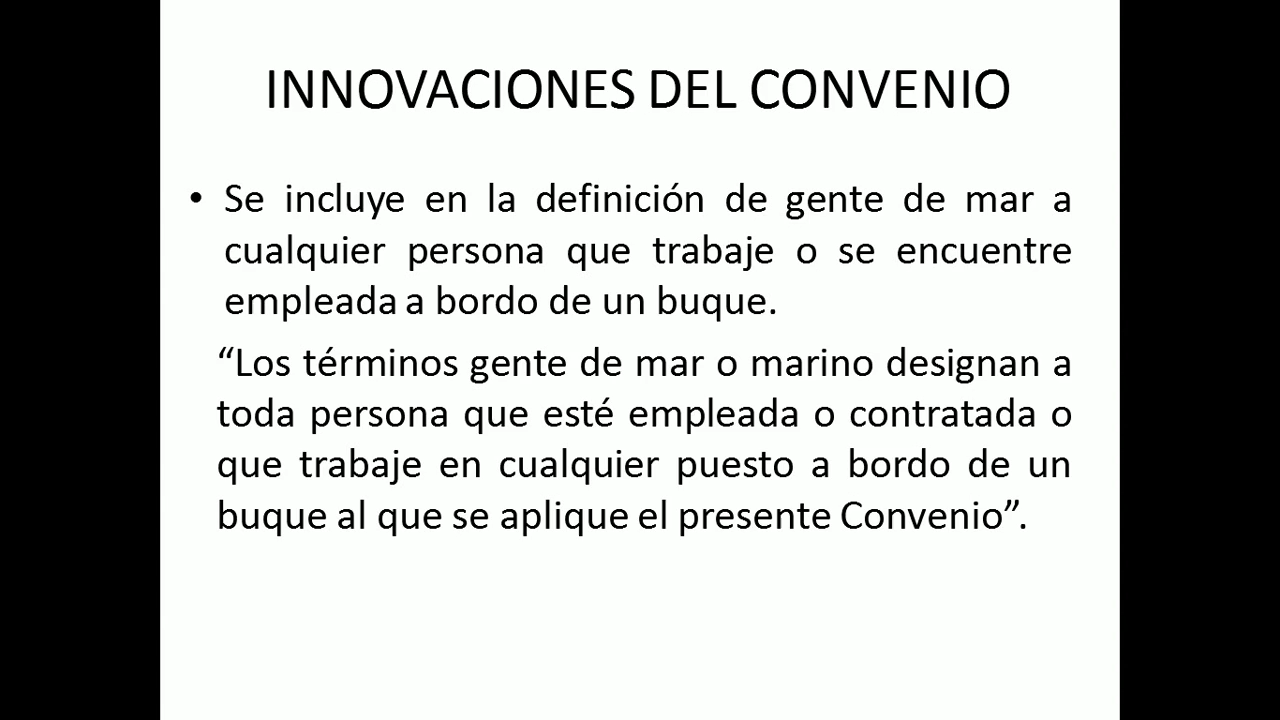 INNOVACIONES DEL CONVENIO
• Se incluye en la definición de gente de mar a
cualquier persona que trabaje o se encuentre
empleada a bordo de un buque.
“Los términos gente de mar o marino designan a
toda persona que esté empleada o contratada o
que trabaje en cualquier puesto a bordo de un
buque al que se aplique el presente Convenio”.